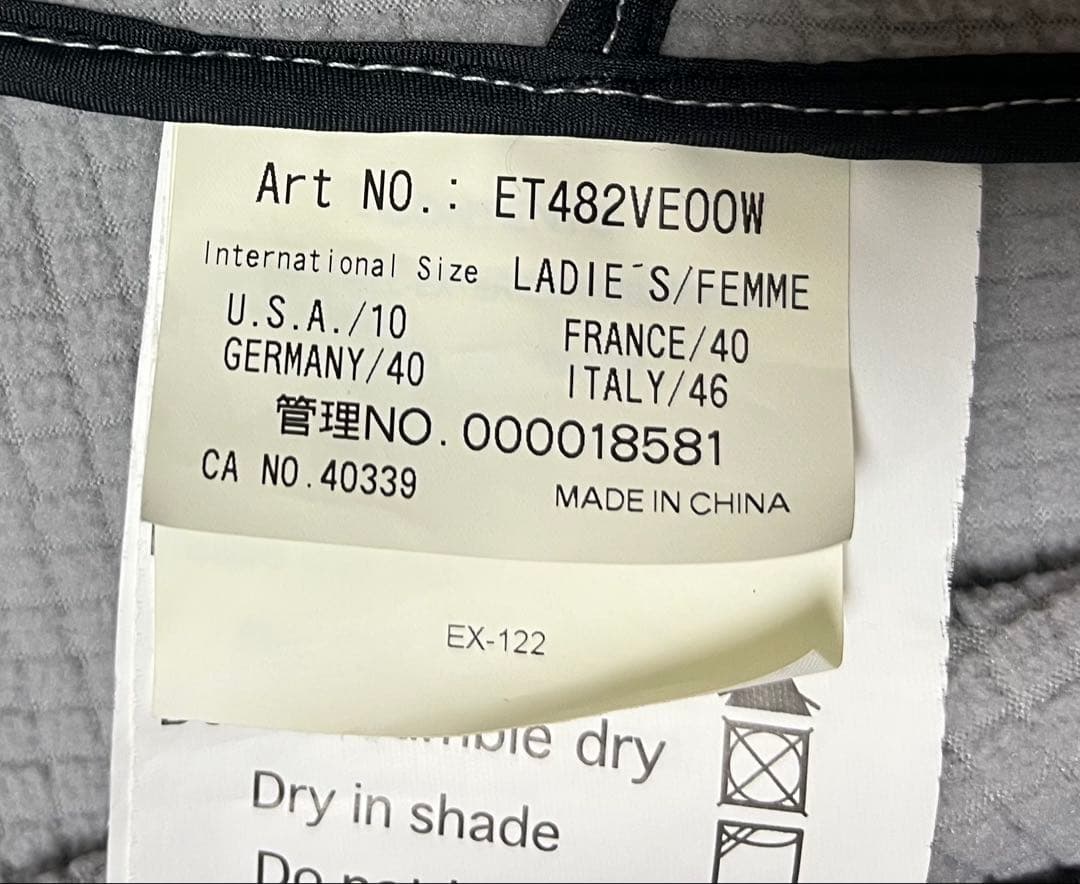 Art NO.: ET482VE00W
International Size LADIE´S/FEMME
U.S.A./10 FRANCE/40
GERMANY/40 ITALY/46
管理NO.000018581
CA NO.40339 MADE IN CHINA
EX-122
dry
Dry in shade
Do